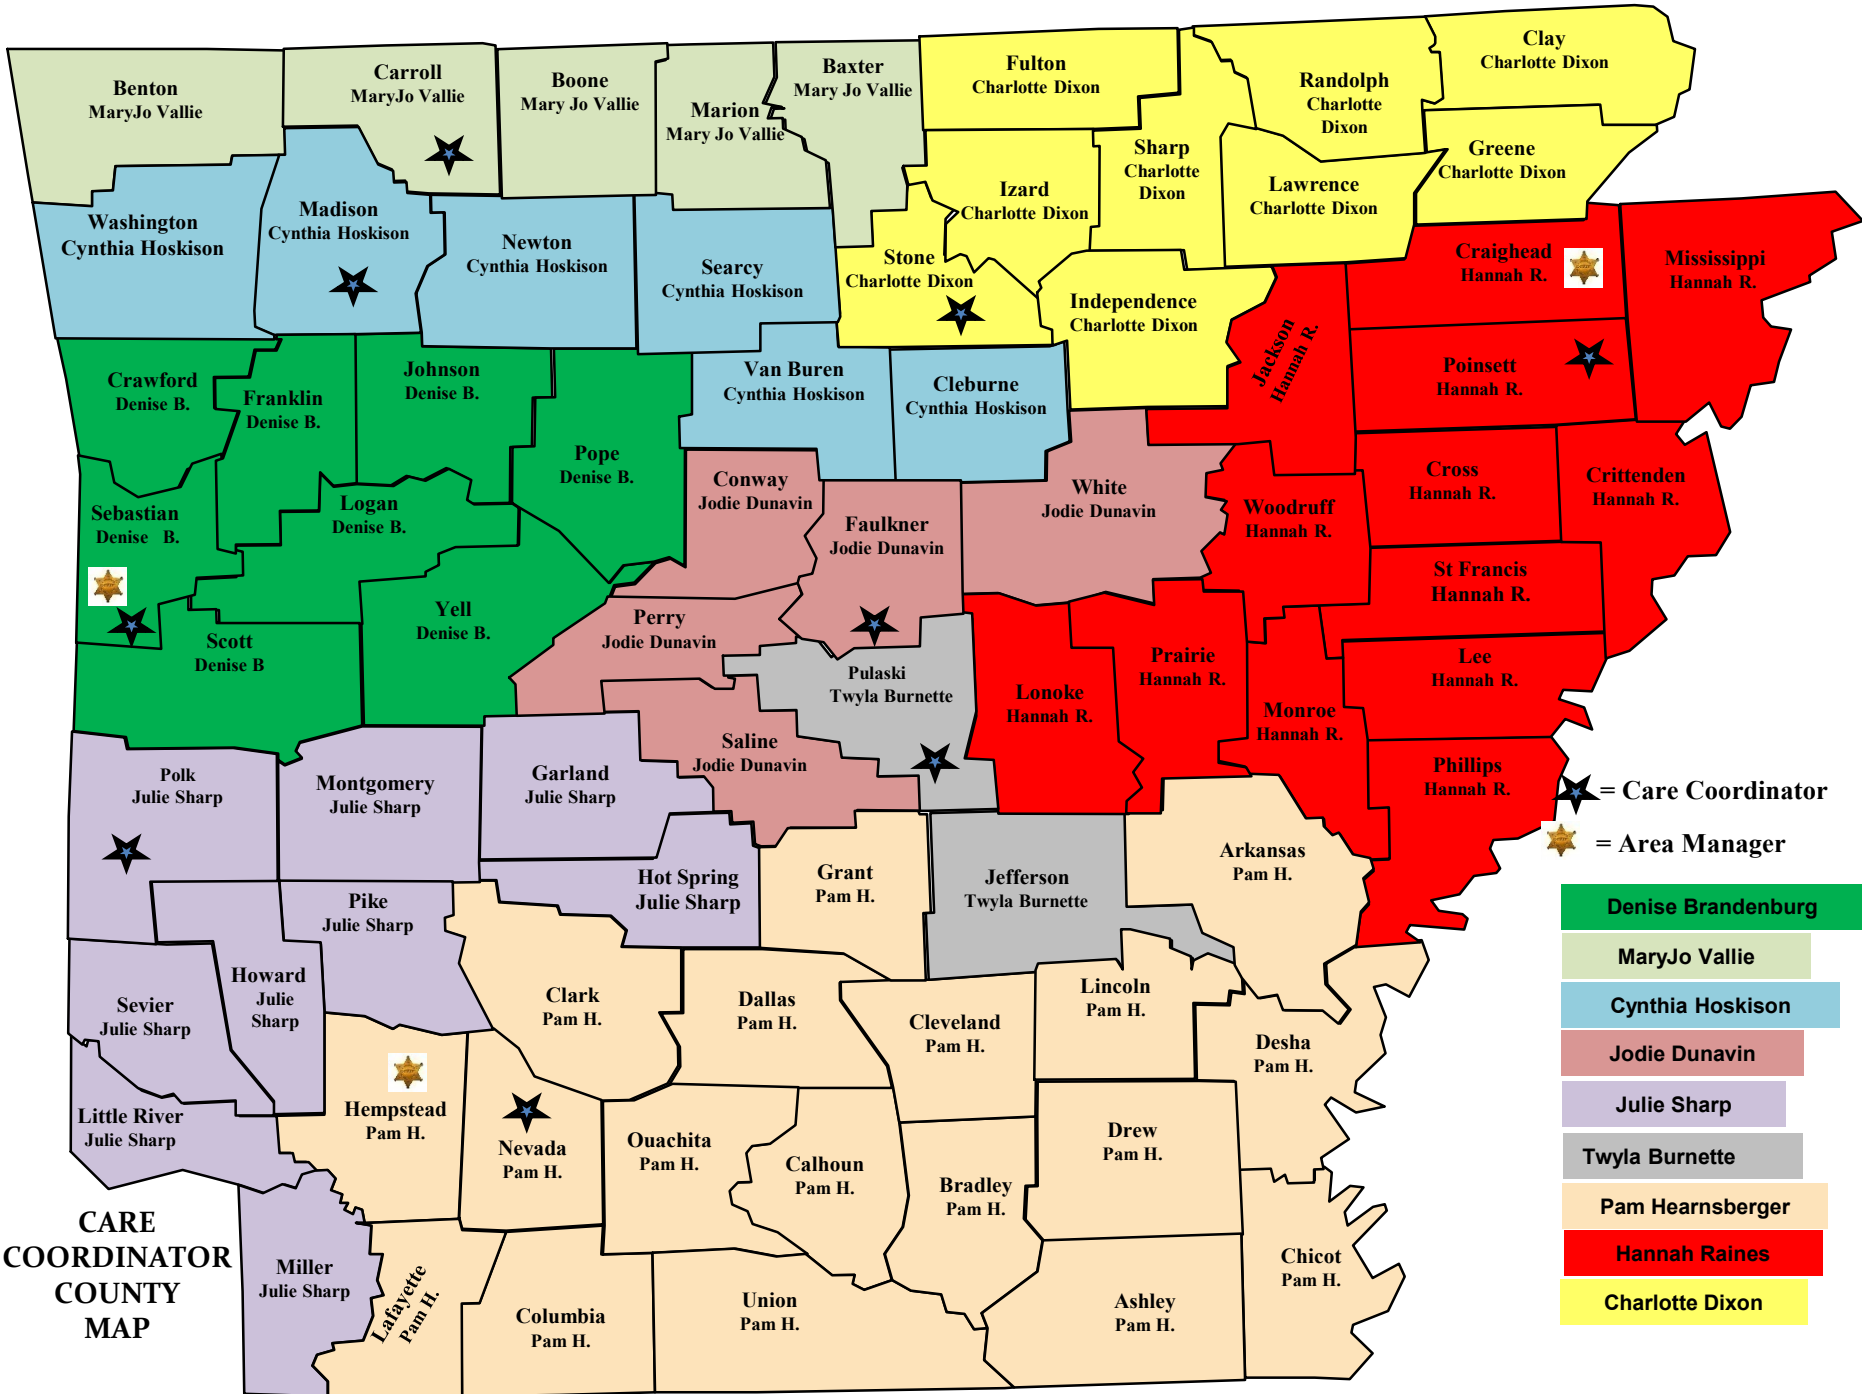 Benton
MaryJo Vallie
Carroll
MaryJo Vallie
Boone
Mary Jo Vallie
Marion
Mary Jo Vallie
Baxter
Mary Jo Vallie
Fulton
Charlotte Dixon
Sharp
Charlotte
Dixon
Randolph
Charlotte
Dixon
Clay
Charlotte Dixon
Greene
Charlotte Dixon
Lawrence
Charlotte Dixon
Izard
Charlotte Dixon
Stone
Charlotte Dixon
Independence
Charlotte Dixon
Washington
Cynthia Hoskison
Madison
Cynthia Hoskison
Newton
Cynthia Hoskison
Searcy
Cynthia Hoskison
Van Buren
Cynthia Hoskison
Cleburne
Cynthia Hoskison
Craighead
Hannah R.
Mississippi
Hannah R.
Jackson
Hannah R.
Poinsett
Hannah R.
Cross
Hannah R.
Crittenden
Hannah R.
Woodruff
Hannah R.
St Francis
Hannah R.
Lee
Hannah R.
Prairie
Hannah R.
Lonoke
Hannah R.
Monroe
Hannah R.
Phillips
Hannah R.
Crawford
Denise B.
Franklin
Denise B.
Johnson
Denise B.
Pope
Denise B.
Sebastian
Denise B.
Logan
Denise B.
Yell
Denise B.
Scott
Denise B
Conway
Jodie Dunavin
Faulkner
Jodie Dunavin
White
Jodie Dunavin
Perry
Jodie Dunavin
Saline
Jodie Dunavin
Pulaski
Twyla Burnette
Jefferson
Twyla Burnette
Polk
Julie Sharp
Montgomery
Julie Sharp
Garland
Julie Sharp
Hot Spring
Julie Sharp
Pike
Julie Sharp
Howard
Julie
Sharp
Sevier
Julie Sharp
Little River
Julie Sharp
Miller
Julie Sharp
Grant
Pam H.
Arkansas
Pam H.
Clark
Pam H.
Dallas
Pam H.
Cleveland
Pam H.
Lincoln
Pam H.
Desha
Pam H.
Hempstead
Pam H.
Nevada
Pam H.
Ouachita
Pam H.
Calhoun
Pam H.
Bradley
Pam H.
Drew
Pam H.
Lafayette
Pam H.
Columbia
Pam H.
Union
Pam H.
Ashley
Pam H.
Chicot
Pam H.
CARE
COORDINATOR
COUNTY
MAP
= Care Coordinator
= Area Manager
Denise Brandenburg
MaryJo Vallie
Cynthia Hoskison
Jodie Dunavin
Julie Sharp
Twyla Burnette
Pam Hearnsberger
Hannah Raines
Charlotte Dixon